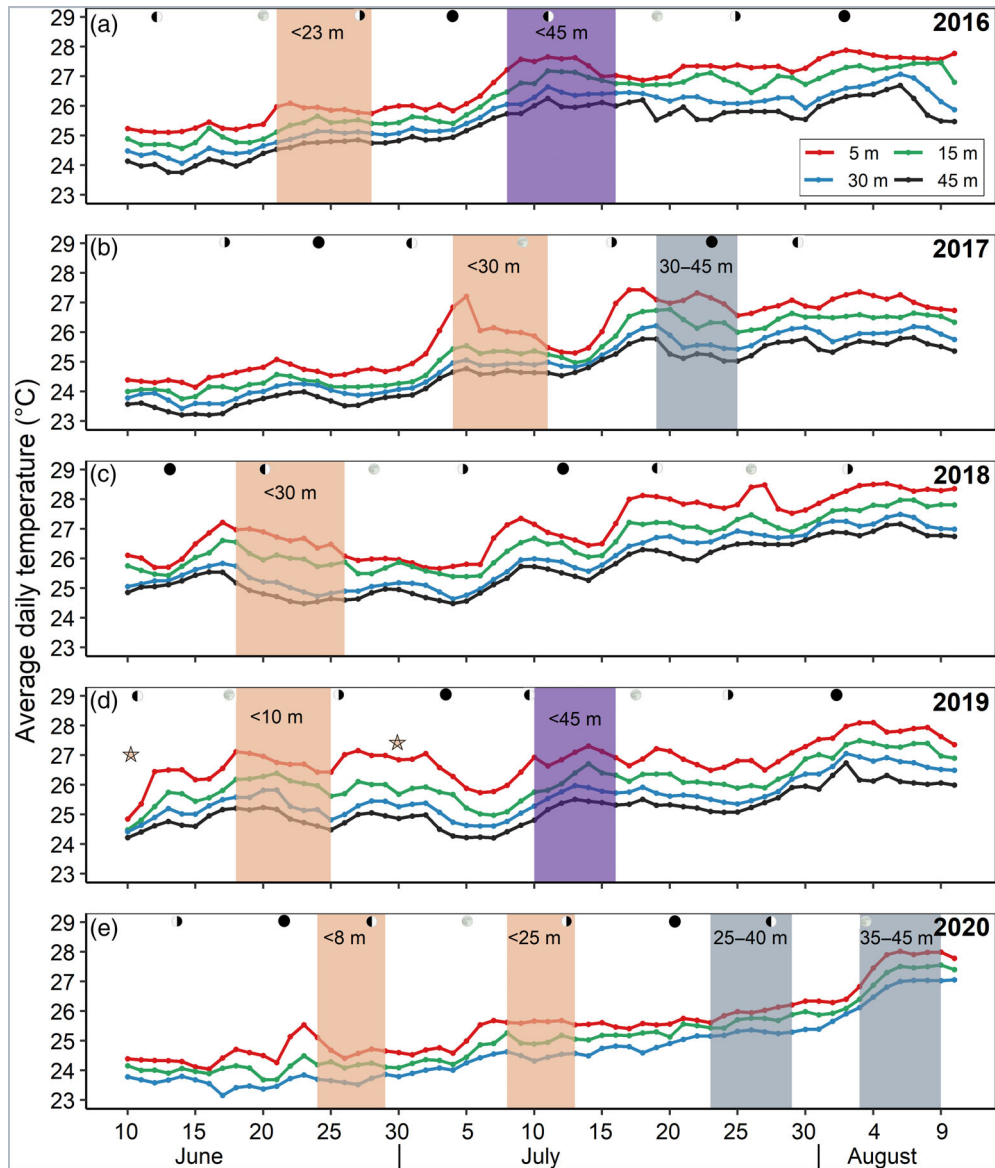 Average daily temperature (°C)
(a)
2016
<23 m
<45 m
29
28
27
26
25
24
23
5 m
15 m
30 m
45 m
(b)
2017
<30 m
30–45 m
29
28
27
26
25
24
23
(c)
2018
<30 m
29
28
27
26
25
24
23
(d)
2019
<10 m
<45 m
29
28
27
26
25
24
23
(e)
2020
<8 m
<25 m
25–40 m
35–45 m
29
28
27
26
25
24
23
10 15 20 25 30 5 10 15 20 25 30 4 9
June | July | August